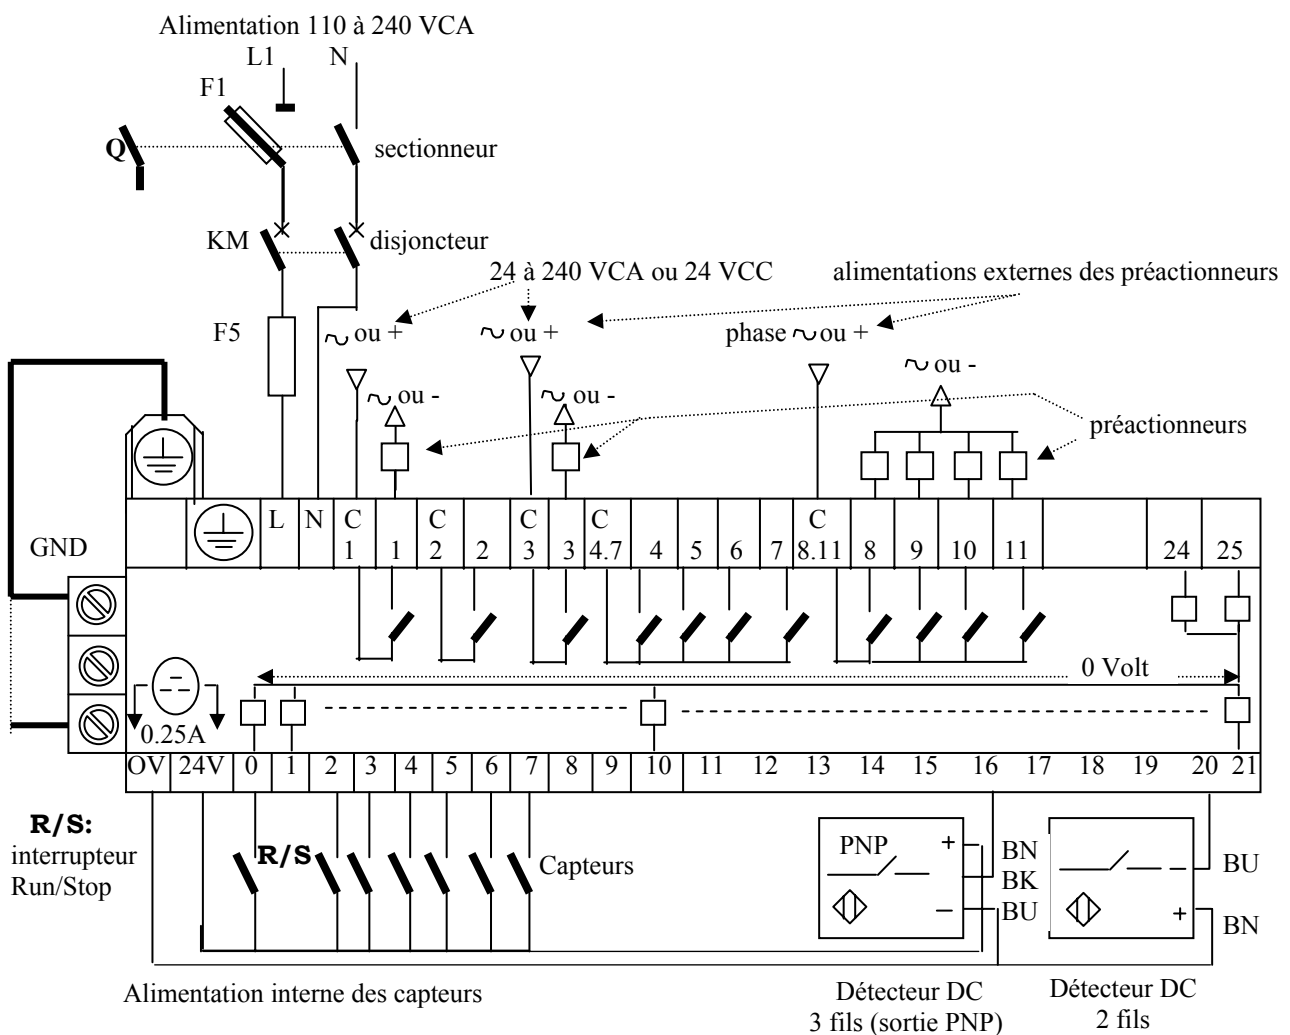 Alimentation 110 à 240 VCA
L1 N
F1
Q sectionneur
KM disjoncteur
24 à 240 VCA ou 24 VCC alimentations externes des préactionneurs
F5 ou + ou + phase ou +
ou -
ou - ou -
préactionneurs
L N C C C C C
GND 1 1 2 2 3 3 4.7 4 5 6 7 8.11 8 9 10 11 24 25
0 Volt
0.25A
OV 24V 0 1 2 3 4 5 6 7 8 9 10 11 12 13 14 15 16 17 18 19 20 21
R/S:
interrupteur
Run/Stop
R/S Capteurs
PNP + BN
BK
− BU
− BU
+ BN
Alimentation interne des capteurs
Détecteur DC
3 fils (sortie PNP)
Détecteur DC
2 fils